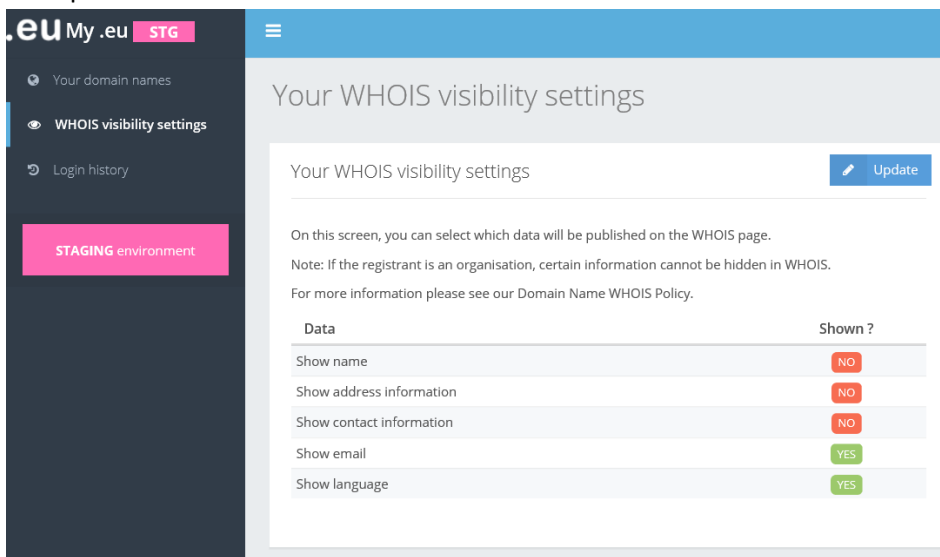 .eu My .eu STG
Your domain names
WHOIS visibility settings
Login history
STAGING environment
Your WHOIS visibility settings
Your WHOIS visibility settings
Update
On this screen, you can select which data will be published on the WHOIS page.
Note: If the registrant is an organisation, certain information cannot be hidden in WHOIS.
For more information please see our Domain Name WHOIS Policy.
Data Shown ?
Show name NO
Show address information NO
Show contact information NO
Show email YES
Show language YES